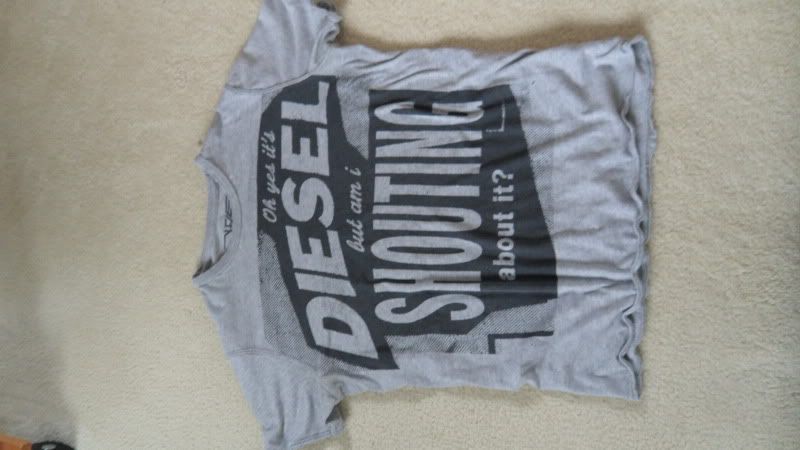 Oh yes it's
DIESEL
but am i
SHOUTING
about it?